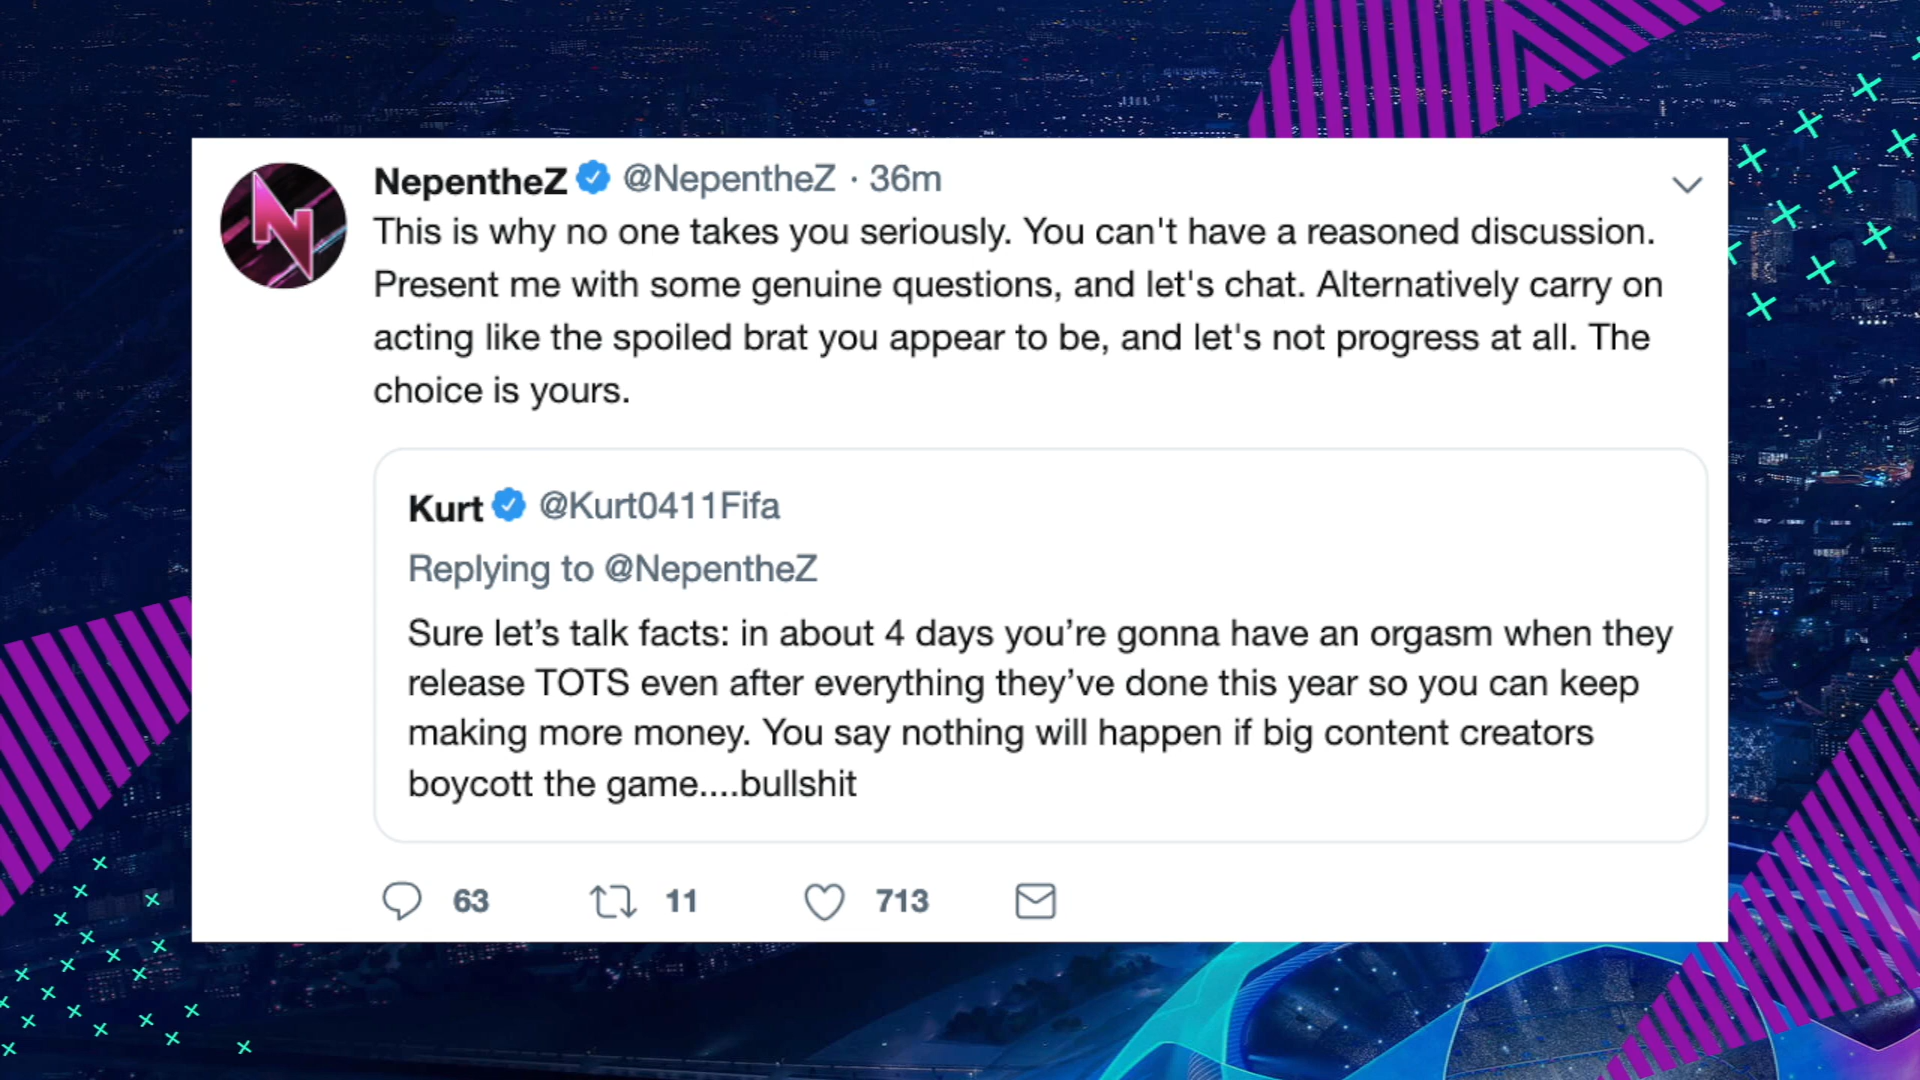 NepentheZ @NepentheZ · 36m
This is why no one takes you seriously. You can't have a reasoned discussion.
Present me with some genuine questions, and let's chat. Alternatively carry on
acting like the spoiled brat you appear to be, and let's not progress at all. The
choice is yours.
Kurt @Kurt0411Fifa
Replying to @NepentheZ
Sure let’s talk facts: in about 4 days you’re gonna have an orgasm when they
release TOTS even after everything they’ve done this year so you can keep
making more money. You say nothing will happen if big content creators
boycott the game....bullshit
63 11 713